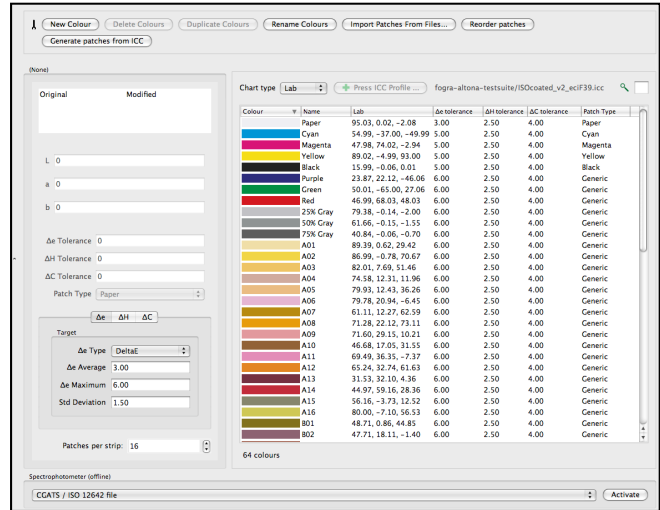 New Colour Delete Colours Duplicate Colours Rename Colours Import Patches From Files... Reorder patches
Generate patches from ICC
(None)
Original Modified
L 0
a 0
b 0
Δe Tolerance 0
ΔH Tolerance 0
ΔC Tolerance 0
Patch Type Paper
Δe ΔH ΔC
Target
Δe Type DeltaE
Δe Average 3.00
Δe Maximum 6.00
Std Deviation 1.50
Patches per strip: 16
Chart type Lab Press ICC Profile ... fogra-altona-testsuite/ISOcoated_v2_eciF39.icc
Colour Name Lab Δe tolerance ΔH tolerance ΔC tolerance Patch Type
Paper 95.03, 0.02, -2.08 3.00 2.50 4.00 Paper
Cyan 54.99, -37.00, -49.99 5.00 2.50 4.00 Cyan
Magenta 47.98, 74.02, -2.94 5.00 2.50 4.00 Magenta
Yellow 89.02, -4.99, 93.00 5.00 2.50 4.00 Yellow
Black 15.99, -0.06, 0.01 5.00 2.50 4.00 Black
Purple 23.87, 22.12, -46.06 6.00 2.50 4.00 Generic
Green 50.01, -65.00, 27.06 6.00 2.50 4.00 Generic
Red 46.99, 68.03, 48.03 6.00 2.50 4.00 Generic
25% Gray 79.38, -0.14, -2.00 6.00 2.50 4.00 Generic
50% Gray 61.66, -0.15, -1.55 6.00 2.50 4.00 Generic
75% Gray 40.84, -0.06, -0.70 6.00 2.50 4.00 Generic
A01 89.39, 0.62, 29.42 6.00 2.50 4.00 Generic
A02 86.99, -0.78, 70.67 6.00 2.50 4.00 Generic
A03 82.01, 7.69, 51.46 6.00 2.50 4.00 Generic
A04 74.58, 12.31, 11.96 6.00 2.50 4.00 Generic
A05 79.93, 12.43, 36.26 6.00 2.50 4.00 Generic
A06 79.78, 20.94, -6.45 6.00 2.50 4.00 Generic
A07 61.11, 12.27, 62.59 6.00 2.50 4.00 Generic
A08 71.28, 22.12, 73.11 6.00 2.50 4.00 Generic
A09 71.60, 29.15, 10.21 6.00 2.50 4.00 Generic
A10 46.68, 17.05, 31.55 6.00 2.50 4.00 Generic
A11 69.49, 36.35, -7.37 6.00 2.50 4.00 Generic
A12 65.24, 32.74, 61.63 6.00 2.50 4.00 Generic
A13 31.53, 32.10, 4.36 6.00 2.50 4.00 Generic
A14 44.97, 59.16, 28.36 6.00 2.50 4.00 Generic
A15 56.16, -3.73, 12.52 6.00 2.50 4.00 Generic
A16 80.00, -7.10, 56.53 6.00 2.50 4.00 Generic
B01 48.71, 0.86, 44.85 6.00 2.50 4.00 Generic
B02 47.71, 18.11, -1.40 6.00 2.50 4.00 Generic
64 colours
Spectrophotometer (offline)
CGATS / ISO 12642 file Activate